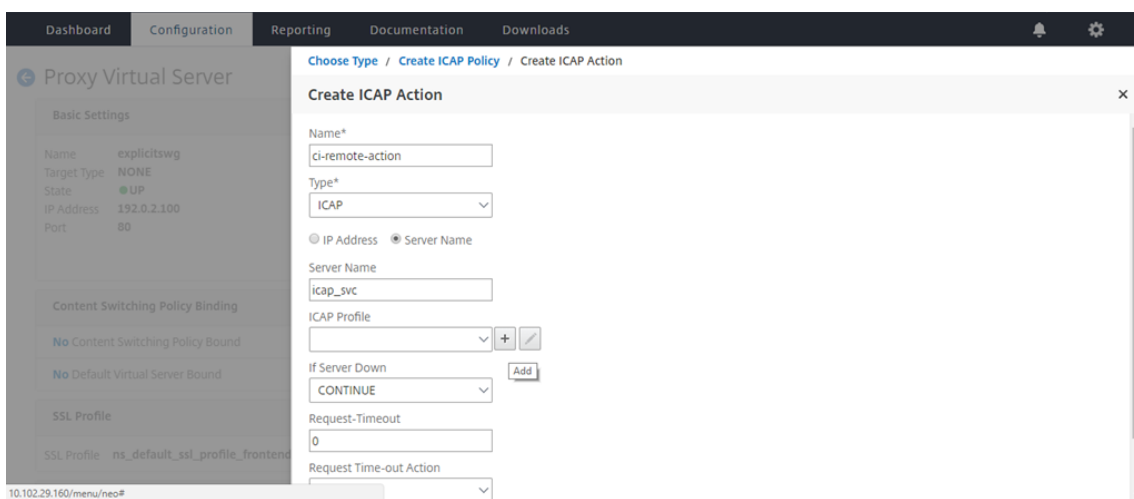 Dashboard Configuration Reporting Documentation Downloads
Proxy Virtual Server
Basic Settings
Name explicitswg
Target Type NONE
State UP
IP Address 192.0.2.100
Port 80
Content Switching Policy Binding
No Content Switching Policy Bound
No Default Virtual Server Bound
SSL Profile
SSL Profile ns_default_ssl_profile_frontend
10.102.29.160/menu/neo#
Choose Type / Create ICAP Policy / Create ICAP Action
Create ICAP Action
Name*
ci-remote-action
Type*
ICAP
IP Address Server Name
Server Name
icap_svc
ICAP Profile
Add
If Server Down
CONTINUE
Request-Timeout
0
Request Time-out Action